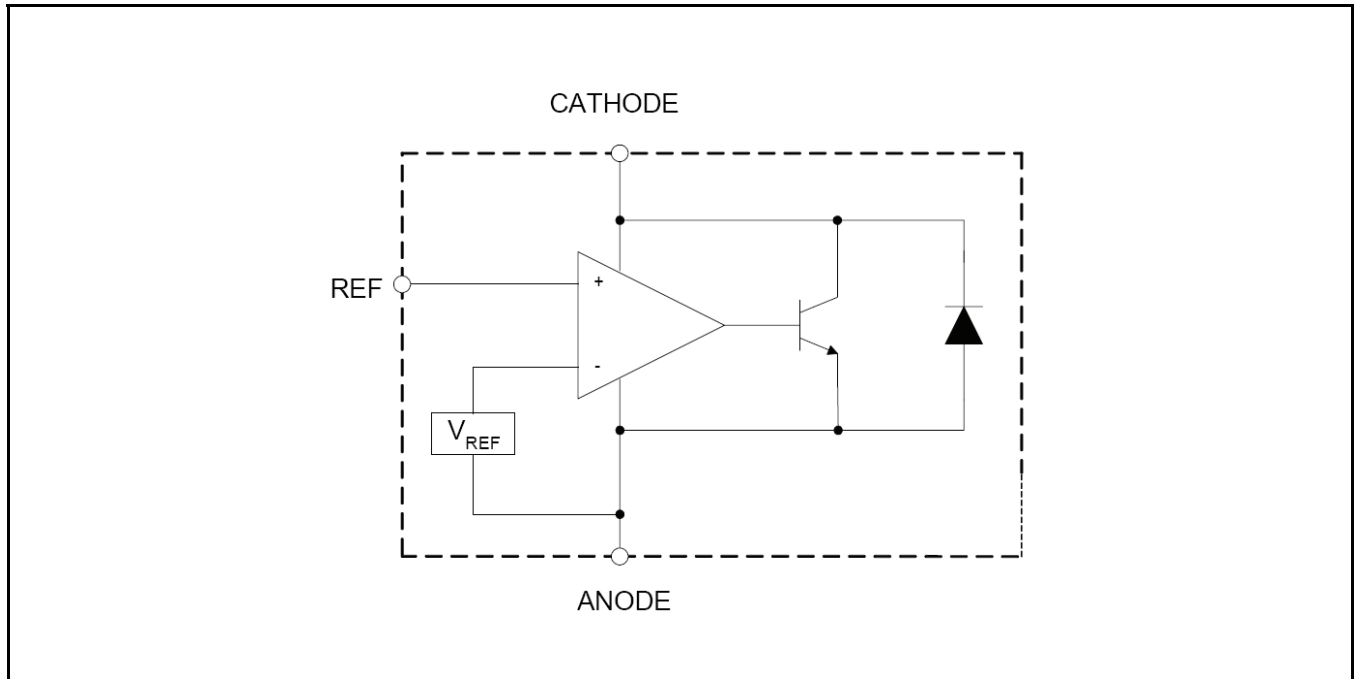 CATHODE
REF
+
-
VREF
ANODE